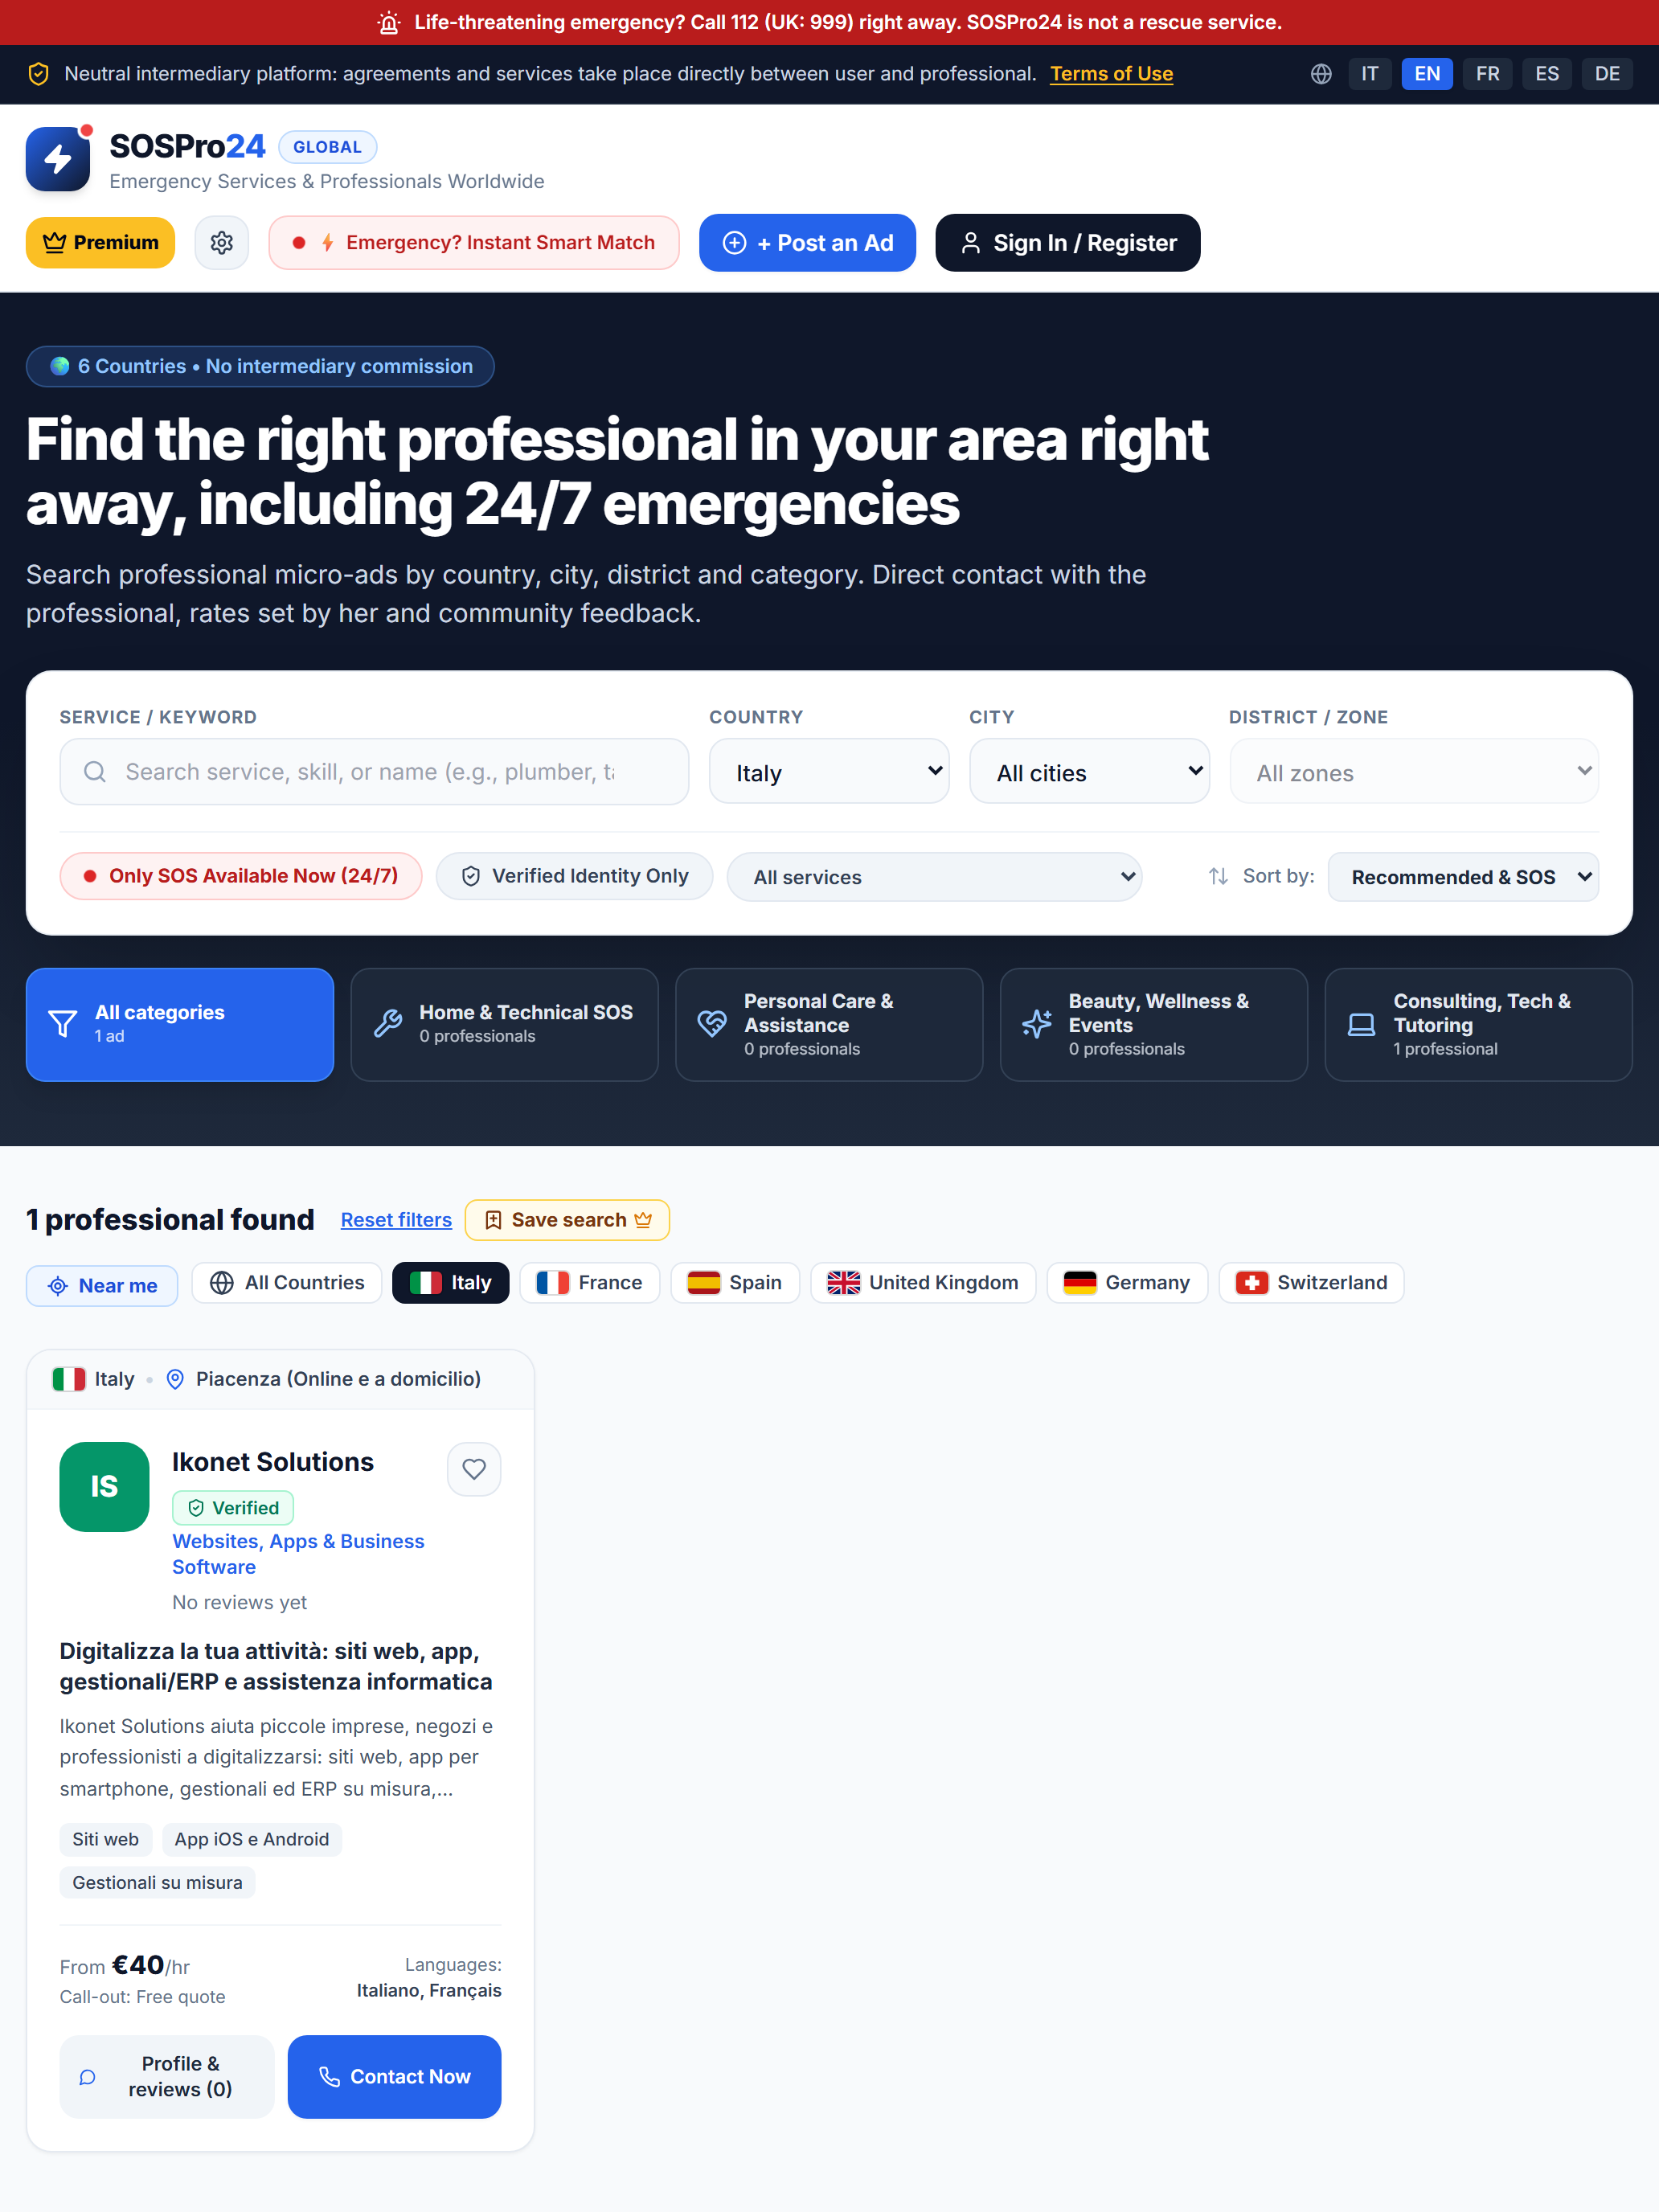 Life-threatening emergency? Call 112 (UK: 999) right away. SOSPro24 is not a rescue service.
Neutral intermediary platform: agreements and services take place directly between user and professional. Terms of Use
IT EN FR ES DE
SOSPro24 GLOBAL
Emergency Services & Professionals Worldwide
Premium
Emergency? Instant Smart Match
+ Post an Ad
Sign In / Register
6 Countries • No intermediary commission
Find the right professional in your area right
away, including 24/7 emergencies
Search professional micro-ads by country, city, district and category. Direct contact with the
professional, rates set by her and community feedback.
SERVICE / KEYWORD
COUNTRY
CITY
DISTRICT / ZONE
Search service, skill, or name (e.g., plumber, ta
Italy
All cities
All zones
Only SOS Available Now (24/7)
Verified Identity Only
All services
Sort by:
Recommended & SOS
All categories
1 ad
Home & Technical SOS
0 professionals
Personal Care &
Assistance
0 professionals
Beauty, Wellness &
Events
0 professionals
Consulting, Tech &
Tutoring
1 professional
1 professional found
Reset filters
Save search
Near me
All Countries
Italy
France
Spain
United Kingdom
Germany
Switzerland
Italy • Piacenza (Online e a domicilio)
IS
Ikonet Solutions
Verified
Websites, Apps & Business
Software
No reviews yet
Digitalizza la tua attività: siti web, app,
gestionali/ERP e assistenza informatica
Ikonet Solutions aiuta piccole imprese, negozi e
professionisti a digitalizzarsi: siti web, app per
smartphone, gestionali ed ERP su misura,...
Siti web
App iOS e Android
Gestionali su misura
From €40/hr
Call-out: Free quote
Languages:
Italiano, Français
Profile &
reviews (0)
Contact Now